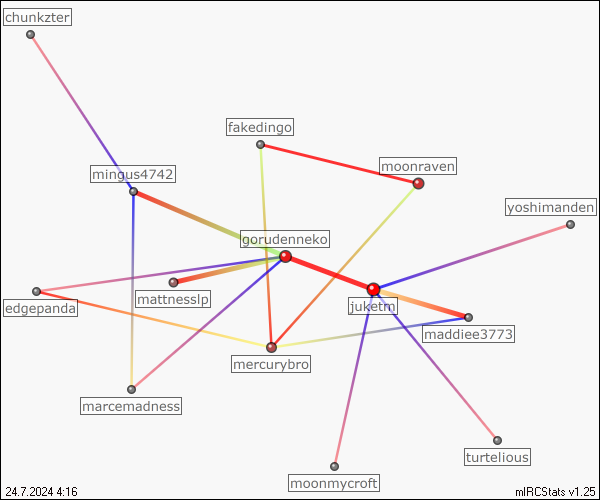 chunkzter
fakedingo
moonraven
mingus4742
yoshimanden
gorudenneko
mattnesslp
edgepanda
juketm
maddiee3773
mercurybro
marcemadness
turtelious
moonmycroft
24.7.2024 4:16
mIRCStats v1.25